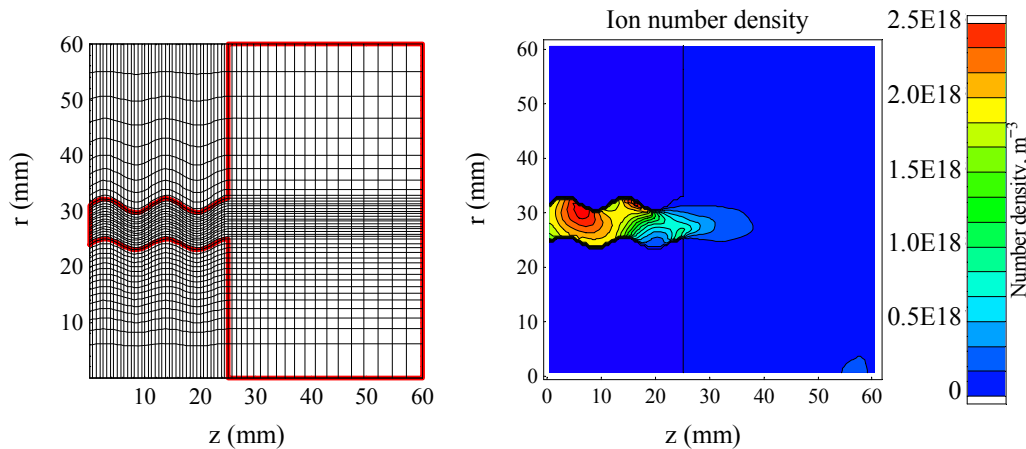 60
50
40
30
20
10
r (mm)
10 20 30 40 50 60
z (mm)
Ion number density
60
50
40
30
20
10
0
r (mm)
0 10 20 30 40 50 60
z (mm)
2.5E18
2.0E18
1.5E18
1.0E18
0.5E18
0
Number density, m⁻³